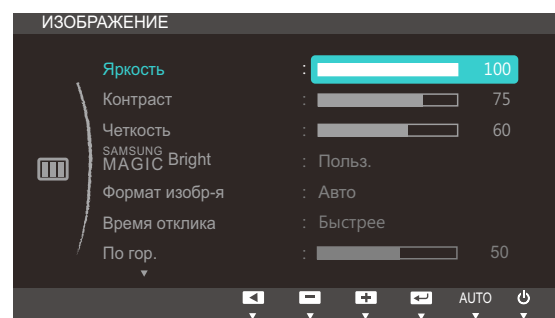 ИЗОБРАЖЕНИЕ
Яркость : 100
Контраст : 75
Четкость : 60
SAMSUNG MAGIC Bright : Польз.
Формат изобр-я : Авто
Время отклика : Быстрее
По гор. : 50
AUTO